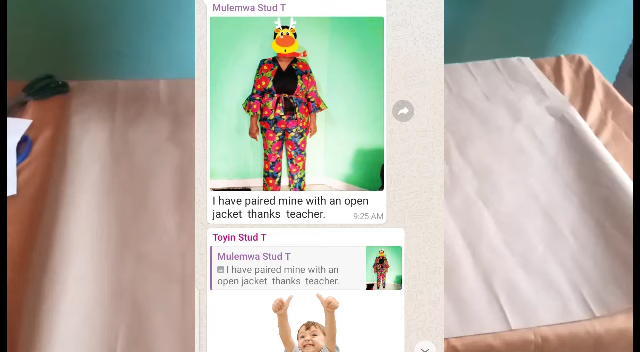 Mulemwa Stud T
I have paired mine with an open
jacket thanks teacher.
9:25 AM
Toyin Stud T
Mulemwa Stud T
I have paired mine with an
open jacket thanks teacher.